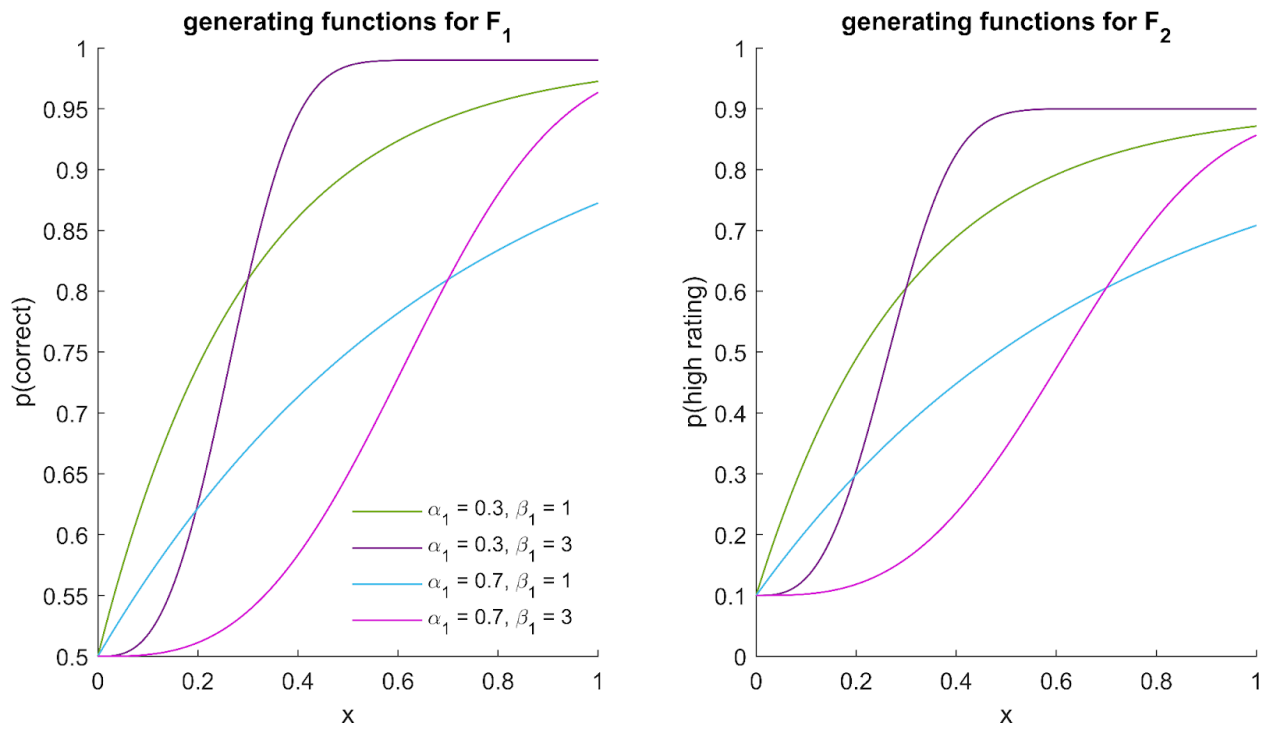 generating functions for F₁
1
0.95
0.9
0.85
0.8
0.75
0.7
0.65
0.6
0.55
0.5
p(correct)
0 0.2 0.4 0.6 0.8 1
x
α₁ = 0.3, β₁ = 1
α₁ = 0.3, β₁ = 3
α₁ = 0.7, β₁ = 1
α₁ = 0.7, β₁ = 3
generating functions for F₂
1
0.9
0.8
0.7
0.6
0.5
0.4
0.3
0.2
0.1
0
p(high rating)
0 0.2 0.4 0.6 0.8 1
x